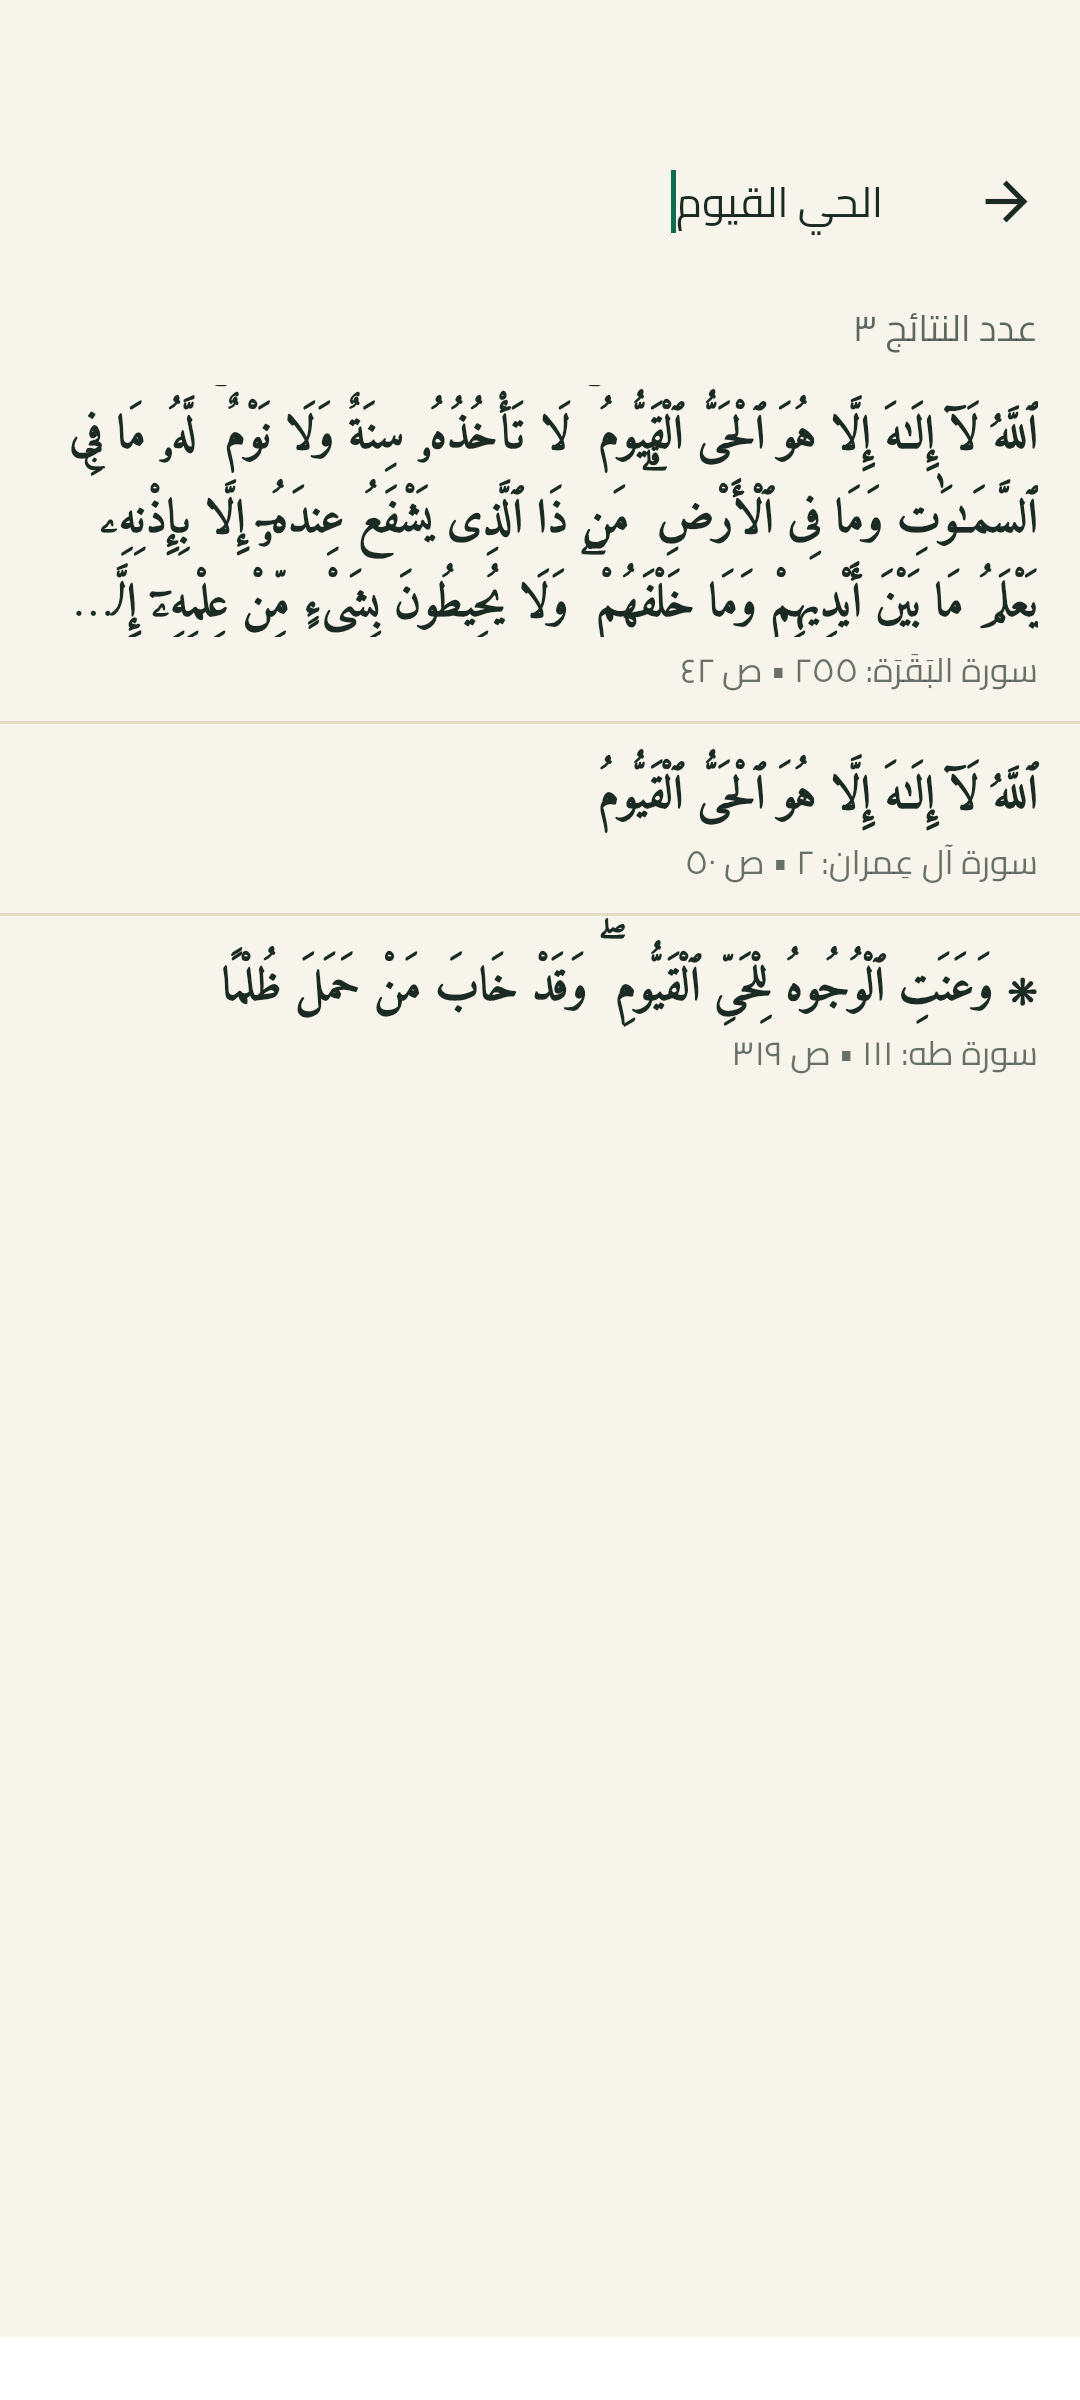 الحي القيوم
عدد النتائج ٣
ٱللَّهُ لَآ إِلَـٰهَ إِلَّا هُوَ ٱلْحَىُّ ٱلْقَيُّومُ ۚ لَا تَأْخُذُهُۥ سِنَةٌ وَلَا نَوْمٌ ۚ لَّهُۥ مَا فِى
ٱلسَّمَـٰوَٰتِ وَمَا فِى ٱلْأَرْضِ ۗ مَن ذَا ٱلَّذِى يَشْفَعُ عِندَهُۥٓ إِلَّا بِإِذْنِهِۦ ۚ
يَعْلَمُ مَا بَيْنَ أَيْدِيهِمْ وَمَا خَلْفَهُمْ ۖ وَلَا يُحِيطُونَ بِشَىْءٍ مِّنْ عِلْمِهِۦٓ إِلَّ...
سورة البَقَرَة: ٢٥٥ ▪ ص ٤٢
ٱللَّهُ لَآ إِلَـٰهَ إِلَّا هُوَ ٱلْحَىُّ ٱلْقَيُّومُ
سورة آل عِمران: ٢ ▪ ص ٥٠
* وَعَنَتِ ٱلْوُجُوهُ لِلْحَىِّ ٱلْقَيُّومِ ۖ وَقَدْ خَابَ مَنْ حَمَلَ ظُلْمًا
سورة طه: ١١١ ▪ ص ٣١٩